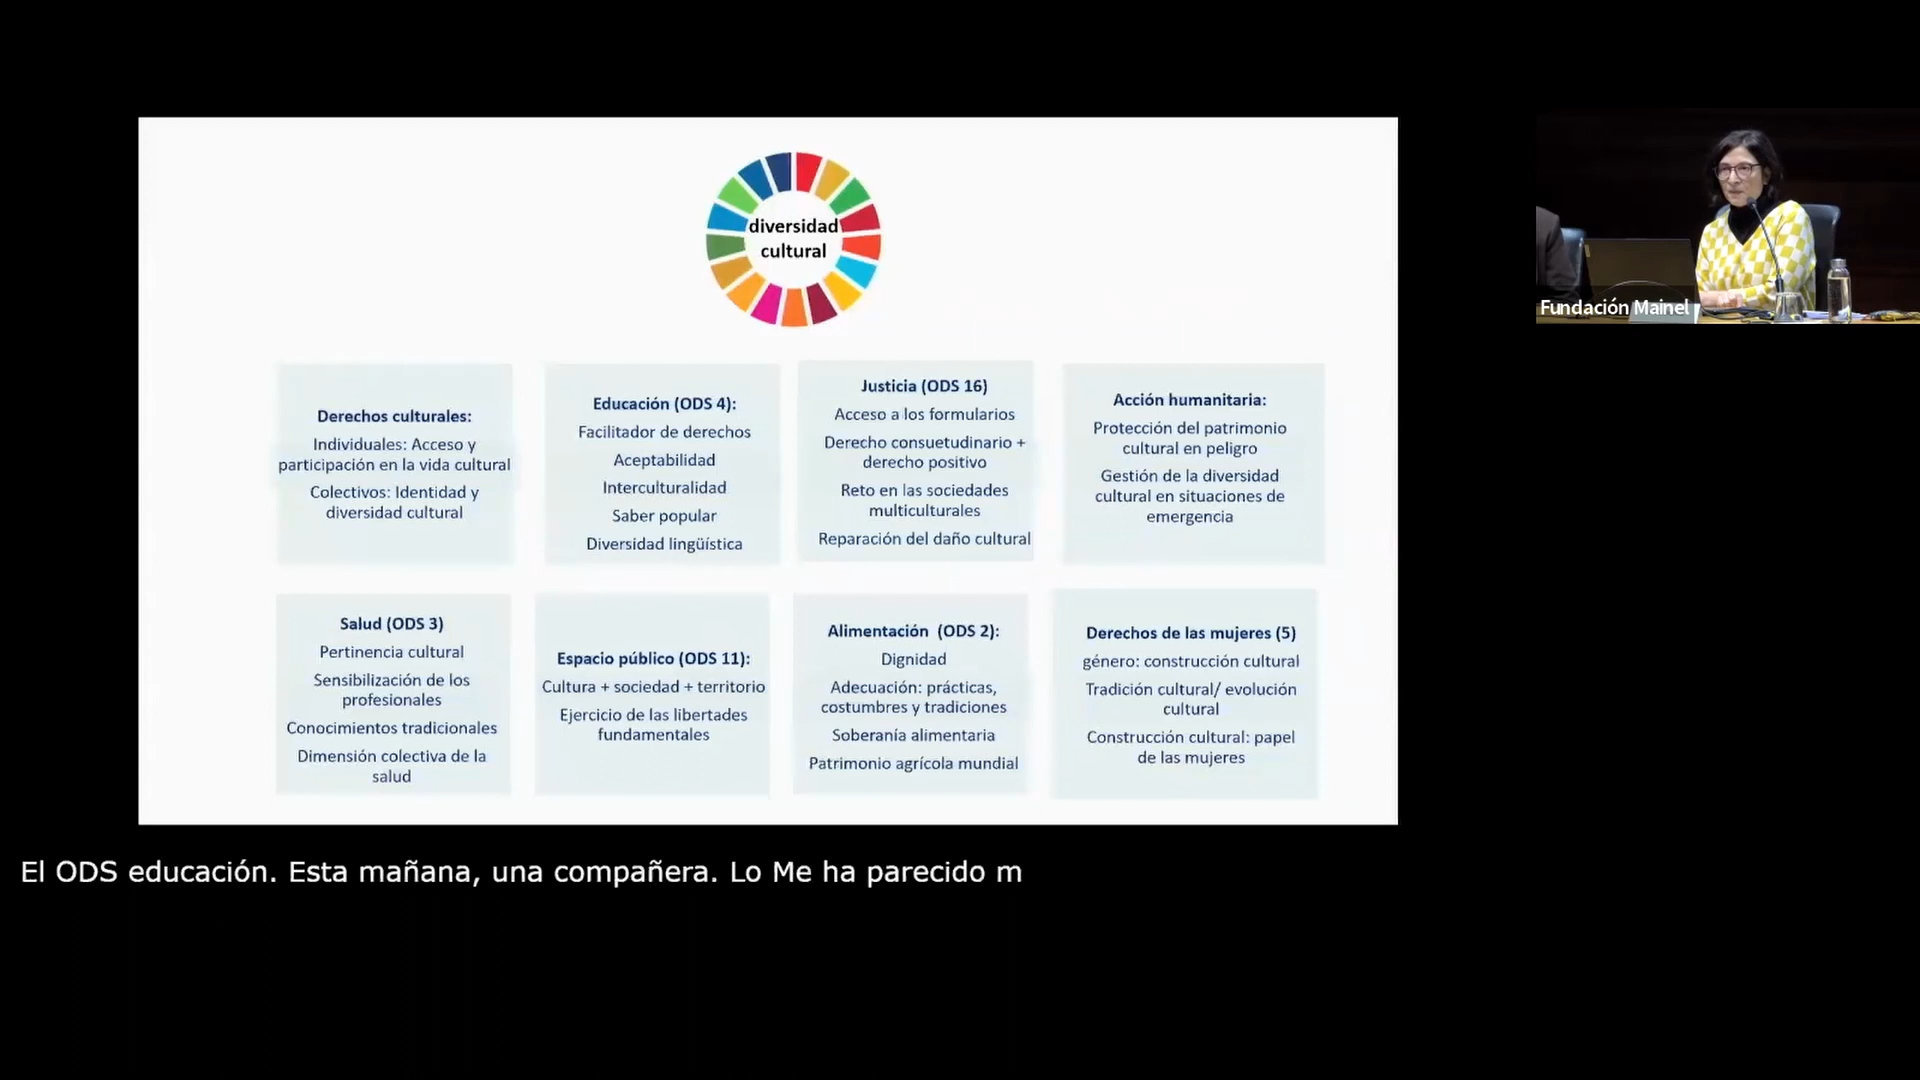 diversidad
cultural
Derechos culturales:
Individuales: Acceso y
participación en la vida cultural
Colectivos: Identidad y
diversidad cultural
Educación (ODS 4):
Facilitador de derechos
Aceptabilidad
Interculturalidad
Saber popular
Diversidad lingüística
Justicia (ODS 16)
Acceso a los formularios
Derecho consuetudinario +
derecho positivo
Reto en las sociedades
multiculturales
Reparación del daño cultural
Acción humanitaria:
Protección del patrimonio
cultural en peligro
Gestión de la diversidad
cultural en situaciones de
emergencia
Salud (ODS 3)
Pertinencia cultural
Sensibilización de los
profesionales
Conocimientos tradicionales
Dimensión colectiva de la
salud
Espacio público (ODS 11):
Cultura + sociedad + territorio
Ejercicio de las libertades
fundamentales
Alimentación (ODS 2):
Dignidad
Adecuación: prácticas,
costumbres y tradiciones
Soberanía alimentaria
Patrimonio agrícola mundial
Derechos de las mujeres (5)
género: construcción cultural
Tradición cultural/ evolución
cultural
Construcción cultural: papel
de las mujeres
Fundación Mainel
El ODS educación. Esta mañana, una compañera. Lo Me ha parecido m